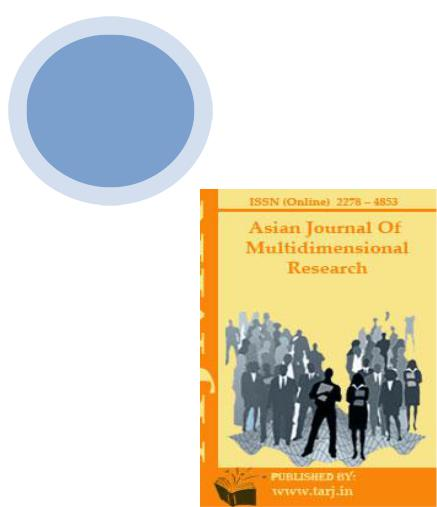 ISSN (Online) 2278 – 4853
Asian Journal Of
Multidimensional
Research
PUBLISHED BY:
www.tarj.in